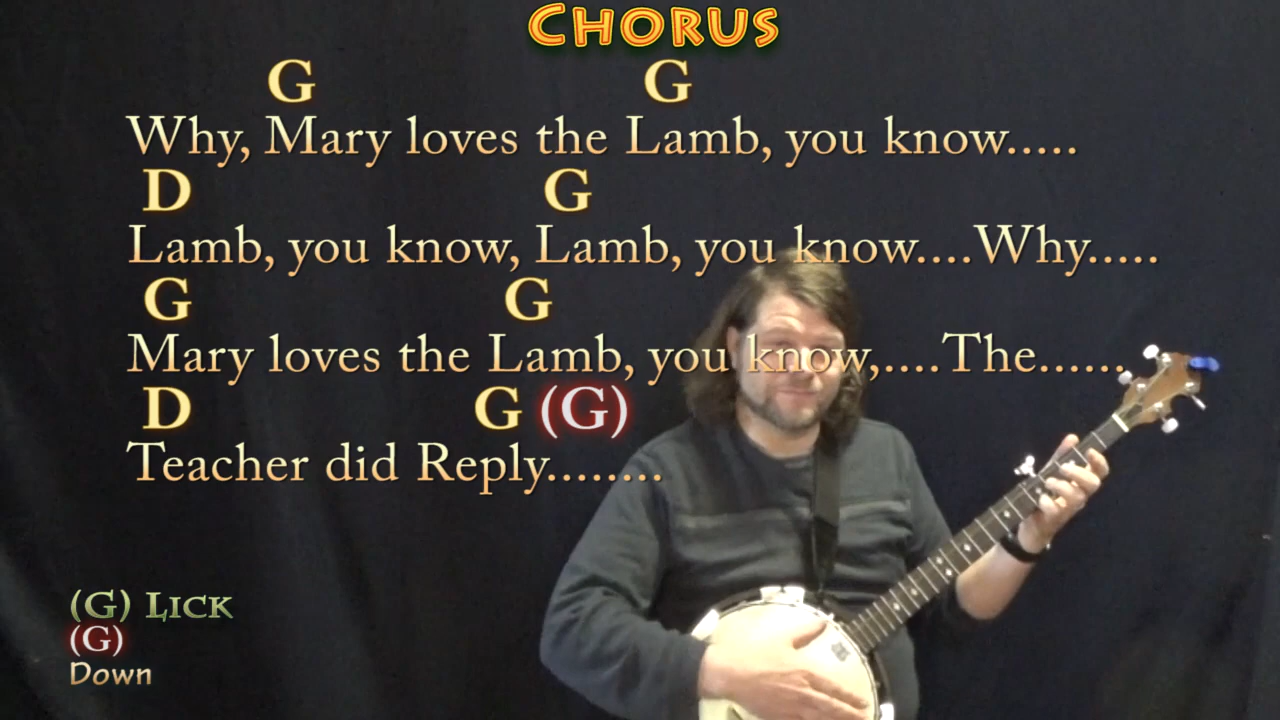 CHORUS
G G
Why, Mary loves the Lamb, you know.....
D G
Lamb, you know, Lamb, you know....Why.....
G G
Mary loves the Lamb, you know,....The......
D G (G)
Teacher did Reply........
(G) LICK
(G)
Down